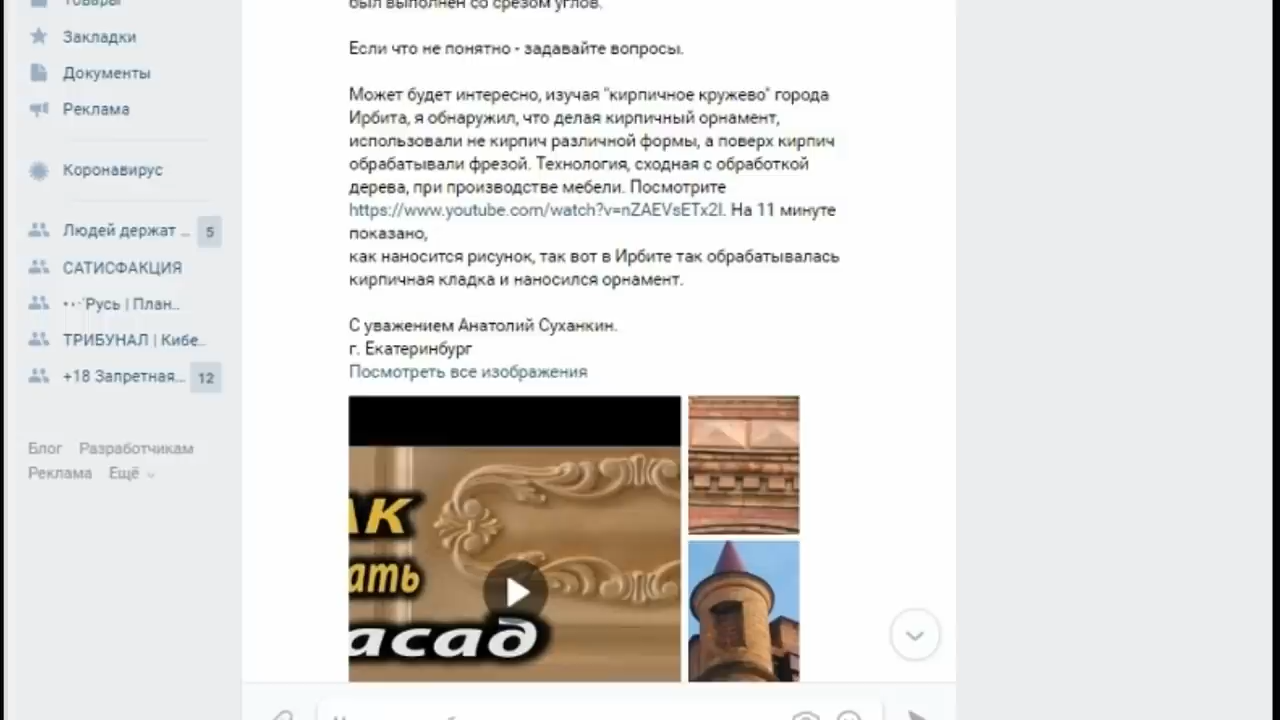 Товары
Закладки
Документы
Реклама
Коронавирус
Людей держат ... 5
САТИСФАКЦИЯ
Русь | План..
ТРИБУНАЛ | Кибе..
+18 Запретная... 12
Блог Разработчикам
Реклама Ещё
был выполнен со срезом углов.
Если что не понятно - задавайте вопросы.
Может будет интересно, изучая "кирпичное кружево" города
Ирбита, я обнаружил, что делая кирпичный орнамент,
использовали не кирпич различной формы, а поверх кирпич
обрабатывали фрезой. Технология, сходная с обработкой
дерева, при производстве мебели. Посмотрите
https://www.youtube.com/watch?v=nZAEVsETx2I. На 11 минуте
показано,
как наносится рисунок, так вот в Ирбите так обрабатывалась
кирпичная кладка и наносился орнамент.
С уважением Анатолий Суханкин.
г. Екатеринбург
Посмотреть все изображения
АК
ать
асад